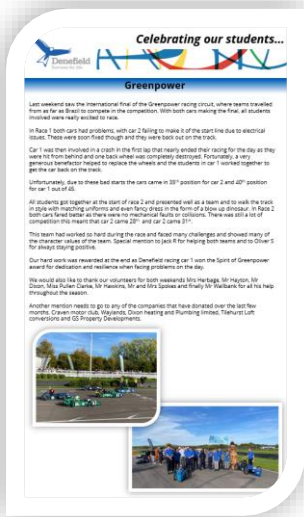 Celebrating our students...
Denefield
Greenpower
Last weekend saw the International final of the Greenpower racing circuit, where teams travelled
from as far as Brazil to compete in the competition. With both cars making the final, all students
involved were really excited to race.
In Race 1 both cars had problems, with car 2 failing to make it of the start line due to electrical
issues. These were soon fixed though and they were back out on the track.
Car 1 was then involved in a crash in the first lap that nearly ended their racing for the day as they
were hit from behind and one back wheel was completely destroyed. Fortunately, a very
generous benefactor helped to replace the wheels and the students in car 1 worked together to
get the car back on the track.
Unfortunately, due to these bad starts the cars came in 39th position for car 2 and 40th position
for car 1 out of 45.
All students got together at the start of race 2 and presented well as a team and to walk the track
in style with matching uniforms and even fancy dress in the form of a blow up dinosaur. In Race 2
both cars fared better as there were no mechanical faults or collisions. There was still a lot of
competition this meant that car 2 came 28th and car 2 came 31st.
This team had worked so hard during the race and faced many challenges and showed many of
the character values of the team. Special mention to Jack R for helping both teams and to Oliver S
for always staying positive.
Our hard work was rewarded at the end as Denefield racing car 1 won the Spirit of Greenpower
award for dedication and resilience when facing problems on the day.
We would also like to thank our volunteers for both weekends Mrs Herbage, Mr Hayton, Mr
Dixon, Miss Pullen Clarke, Mr Hawkins, Mr and Mrs Spokes and finally Mr Wallbank for all his help
throughout the season.
Another mention needs to go to any of the companies that have donated over the last few
months, Craven motor club, Waylands, Dixon heating and Plumbing limited, Tilehurst Loft
conversions and GS Property Developments.